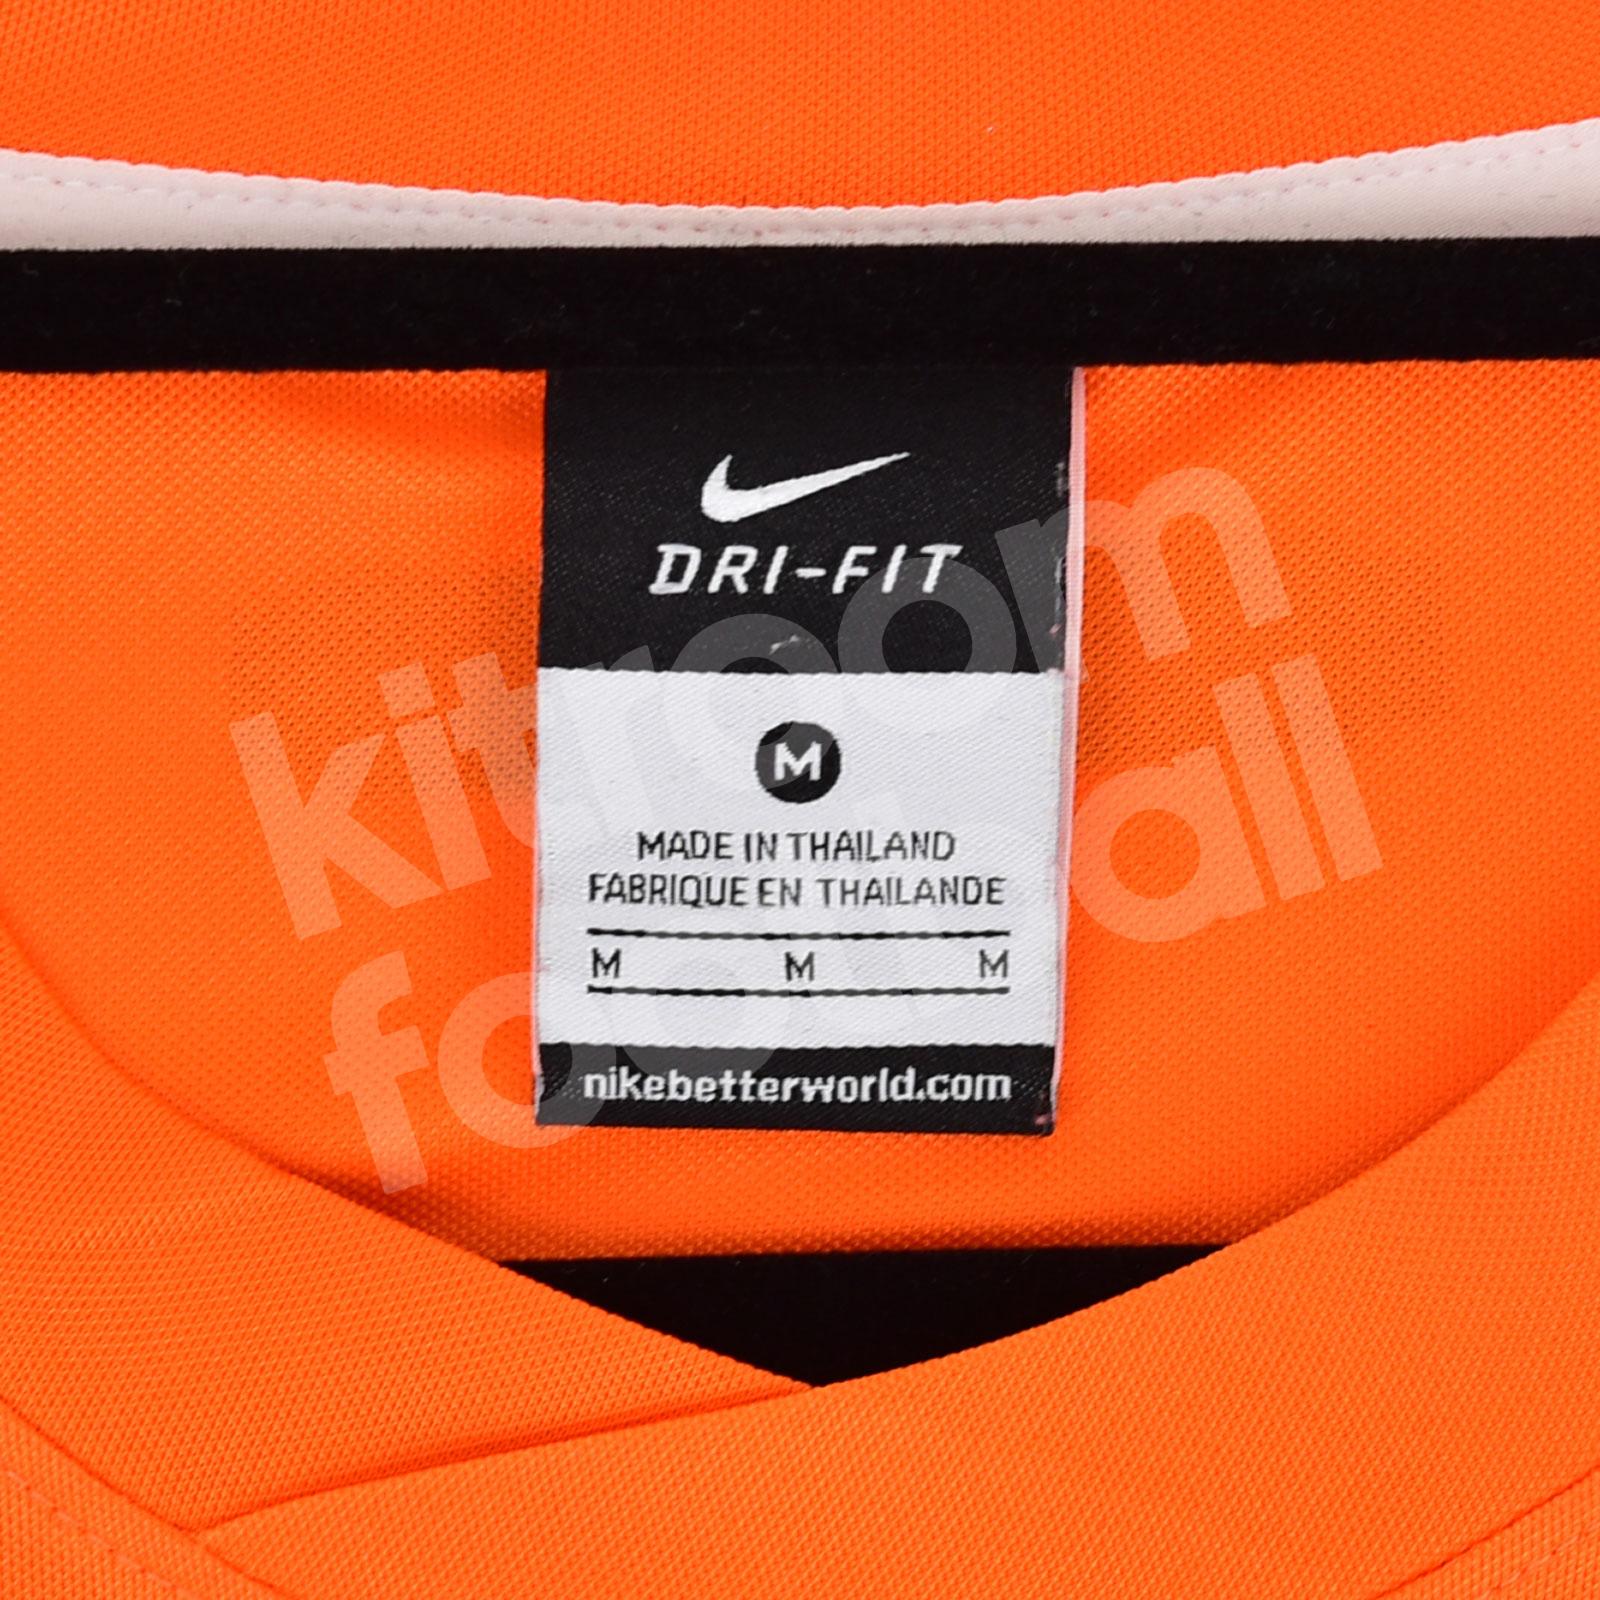 DRI-FIT
M
MADE IN THAILAND
FABRIQUE EN THAILANDE
M M M
nikebetterworld.com
kitroom
football